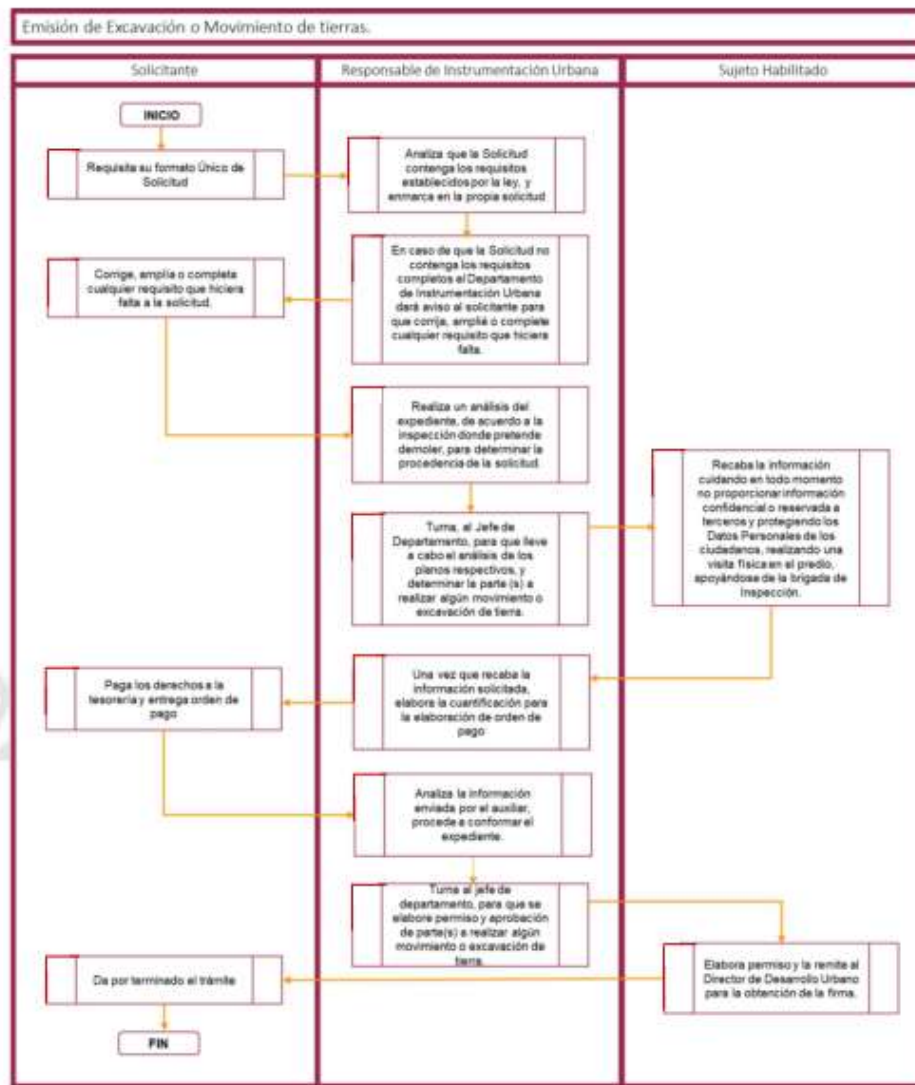 Emisión de Excavación o Movimiento de tierras.
Solicitante
Responsable de Instrumentación Urbana
Sujeto Habilitado
INICIO
Requisita su formato Único de
Solicitud
Analiza que la Solicitud
contenga los requisitos
establecidos por la ley, y
enmarca en la propia solicitud
En caso de que la Solicitud no
contenga los requisitos
completos el Departamento
de Instrumentación Urbana
dará aviso al solicitante para
que corrija, amplié o complete
cualquier requisito que hiciera
falta.
Corrige, amplía o completa
cualquier requisito que hiciera
falta a la solicitud.
Realiza un análisis del
expediente, de acuerdo a la
inspección donde pretende
demoler, para determinar la
procedencia de la solicitud.
Turna, al Jefe de
Departamento, para que lleve
a cabo el análisis de los
planos respectivos, y
determinar la parte (s) a
realizar algún movimiento o
excavación de tierra.
Recaba la información
cuidando en todo momento
no proporcionar información
confidencial o reservada a
terceros y protegiendo los
Datos Personales de los
ciudadanos, realizando una
visita física en el predio,
apoyándose de la brigada de
Inspección.
Una vez que recaba la
información solicitada,
elabora la cuantificación para
la elaboración de orden de
pago
Paga los derechos a la
tesorería y entrega orden de
pago
Analiza la información
enviada por el auxiliar,
procede a conformar el
expediente.
Turna al jefe de
departamento, para que se
elabore permiso y aprobación
de parte(s) a realizar algún
movimiento o excavación de
tierra.
Elabora permiso y la remite al
Director de Desarrollo Urbano
para la obtención de la firma.
Da por terminado el trámite
FIN